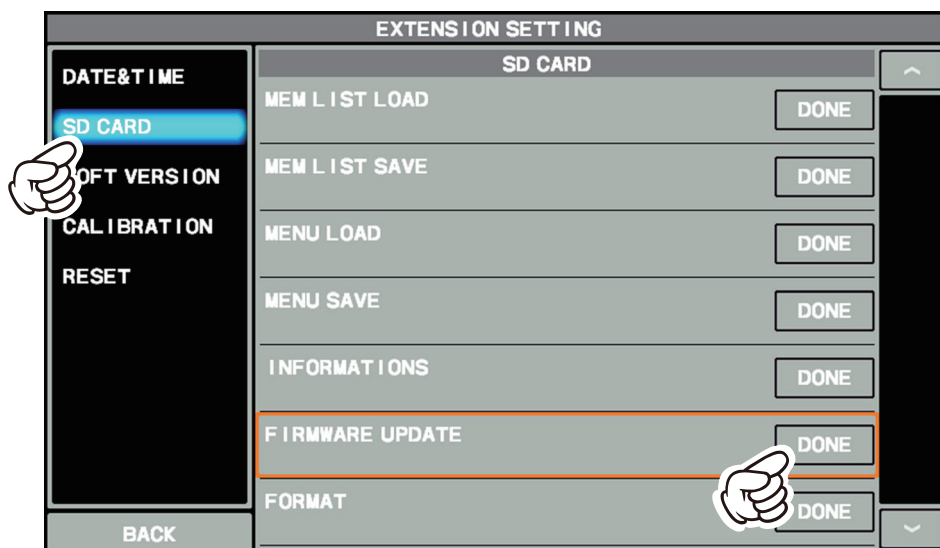 EXTENSION SETTING
DATE&TIME
SD CARD
SOFT VERSION
CALIBRATION
RESET
BACK
SD CARD
MEM LIST LOAD DONE
MEM LIST SAVE DONE
MENU LOAD DONE
MENU SAVE DONE
INFORMATIONS DONE
FIRMWARE UPDATE DONE
FORMAT DONE